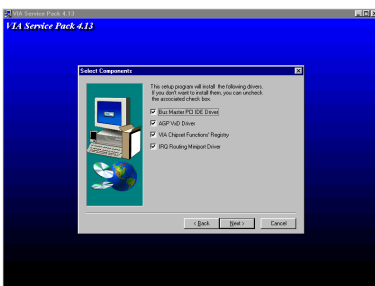 VIA Service Pack 4.13
VIA Service Pack 4.13
Select Components
This setup program will install the following drivers.
If you don't want to install them, you can uncheck
the associated check box.
Bus Master PCI IDE Driver
AGP VxD Driver
VIA Chipset Functions' Registry
IRQ Routing Miniport Driver
< Back
Next >
Cancel